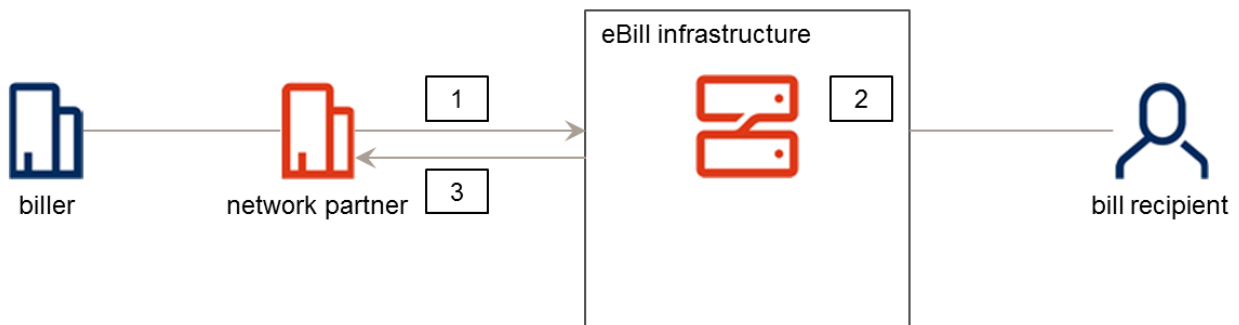 eBill infrastructure
1
2
biller
network partner
3
bill recipient